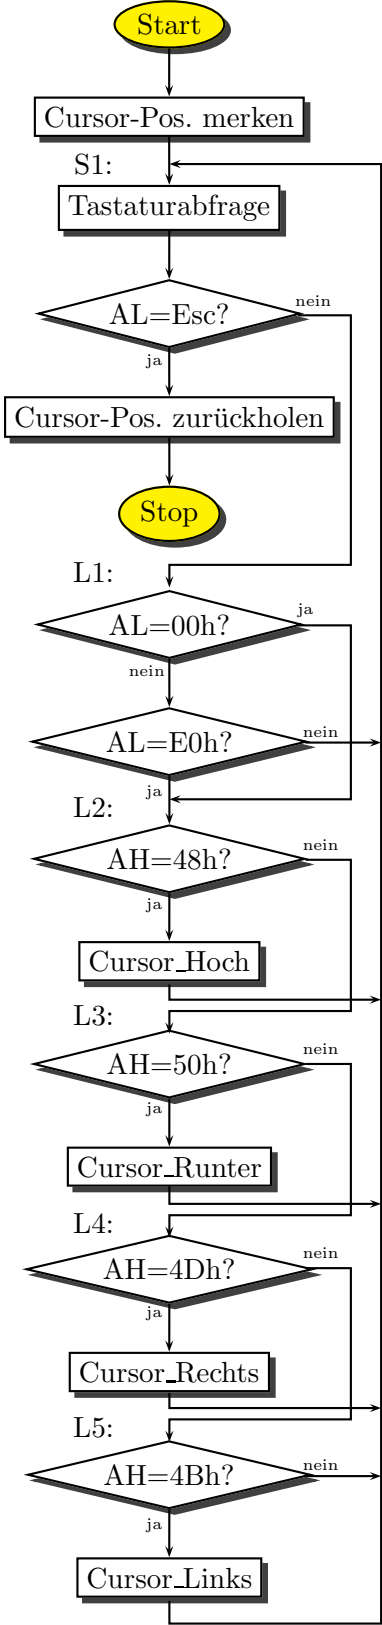 Start
Cursor-Pos. merken
S1:
Tastaturabfrage
AL=Esc?
nein
ja
Cursor-Pos. zurückholen
Stop
L1:
AL=00h?
ja
nein
AL=E0h?
nein
ja
L2:
AH=48h?
nein
ja
Cursor_Hoch
L3:
AH=50h?
nein
ja
Cursor_Runter
L4:
AH=4Dh?
nein
ja
Cursor_Rechts
L5:
AH=4Bh?
nein
ja
Cursor_Links